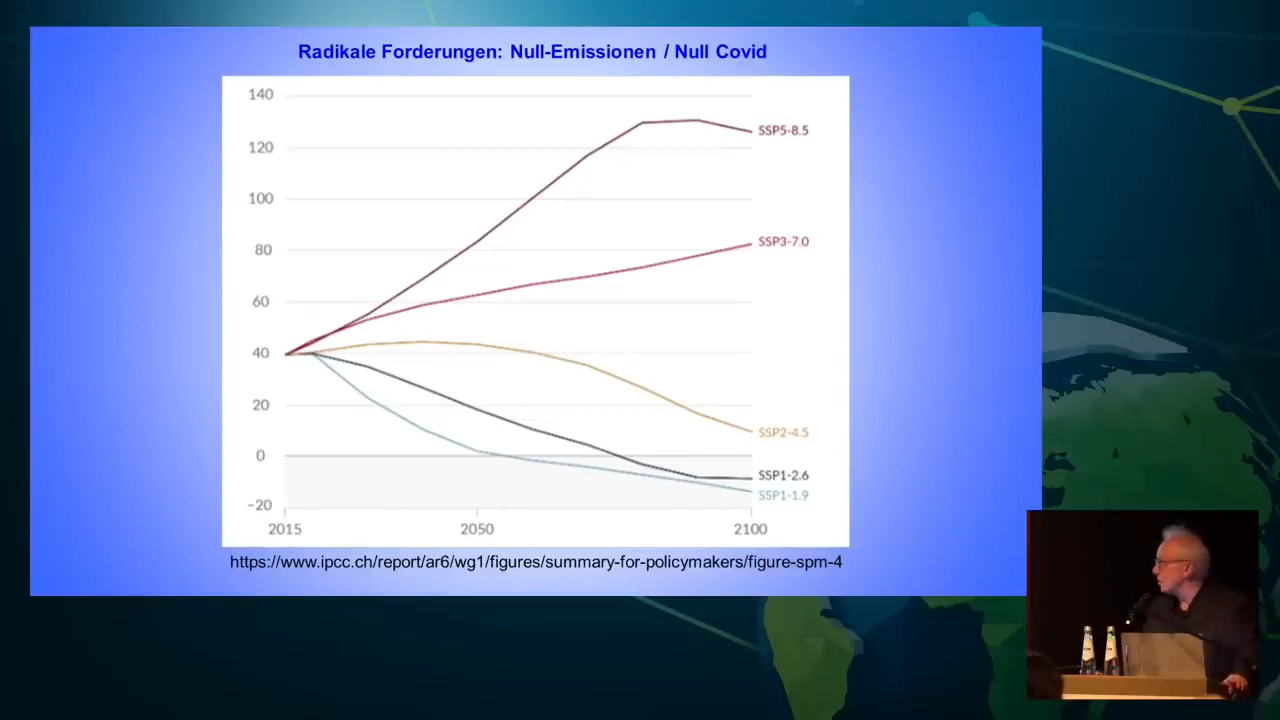 Radikale Forderungen: Null-Emissionen / Null Covid
140
120
100
80
60
40
20
0
−20
2015
2050
2100
SSP5-8.5
SSP3-7.0
SSP2-4.5
SSP1-2.6
SSP1-1.9
https://www.ipcc.ch/report/ar6/wg1/figures/summary-for-policymakers/figure-spm-4